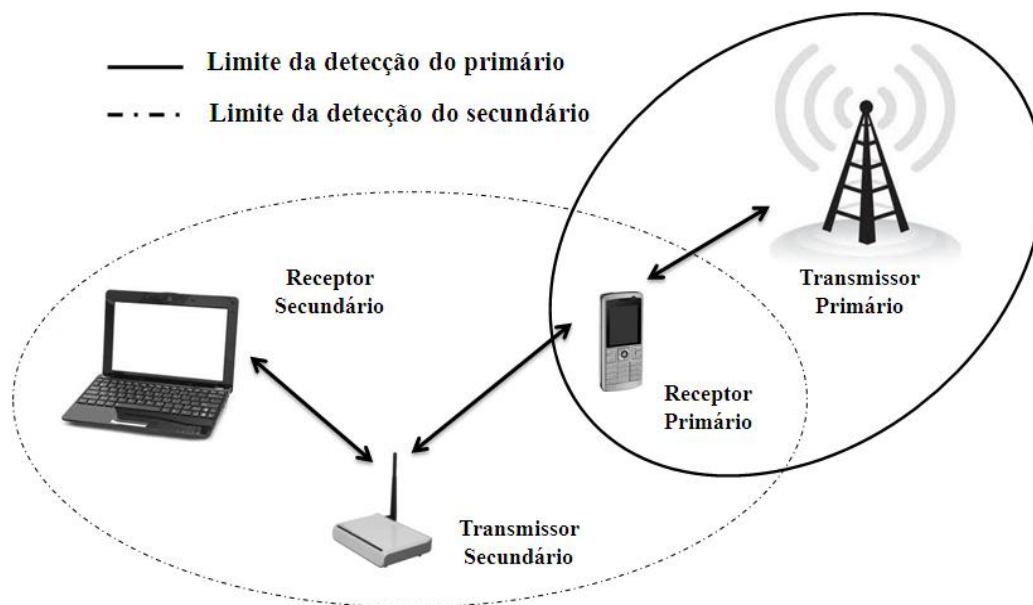 Limite da detecção do primário
Limite da detecção do secundário
Receptor
Secundário
Transmissor
Primário
Receptor
Primário
Transmissor
Secundário